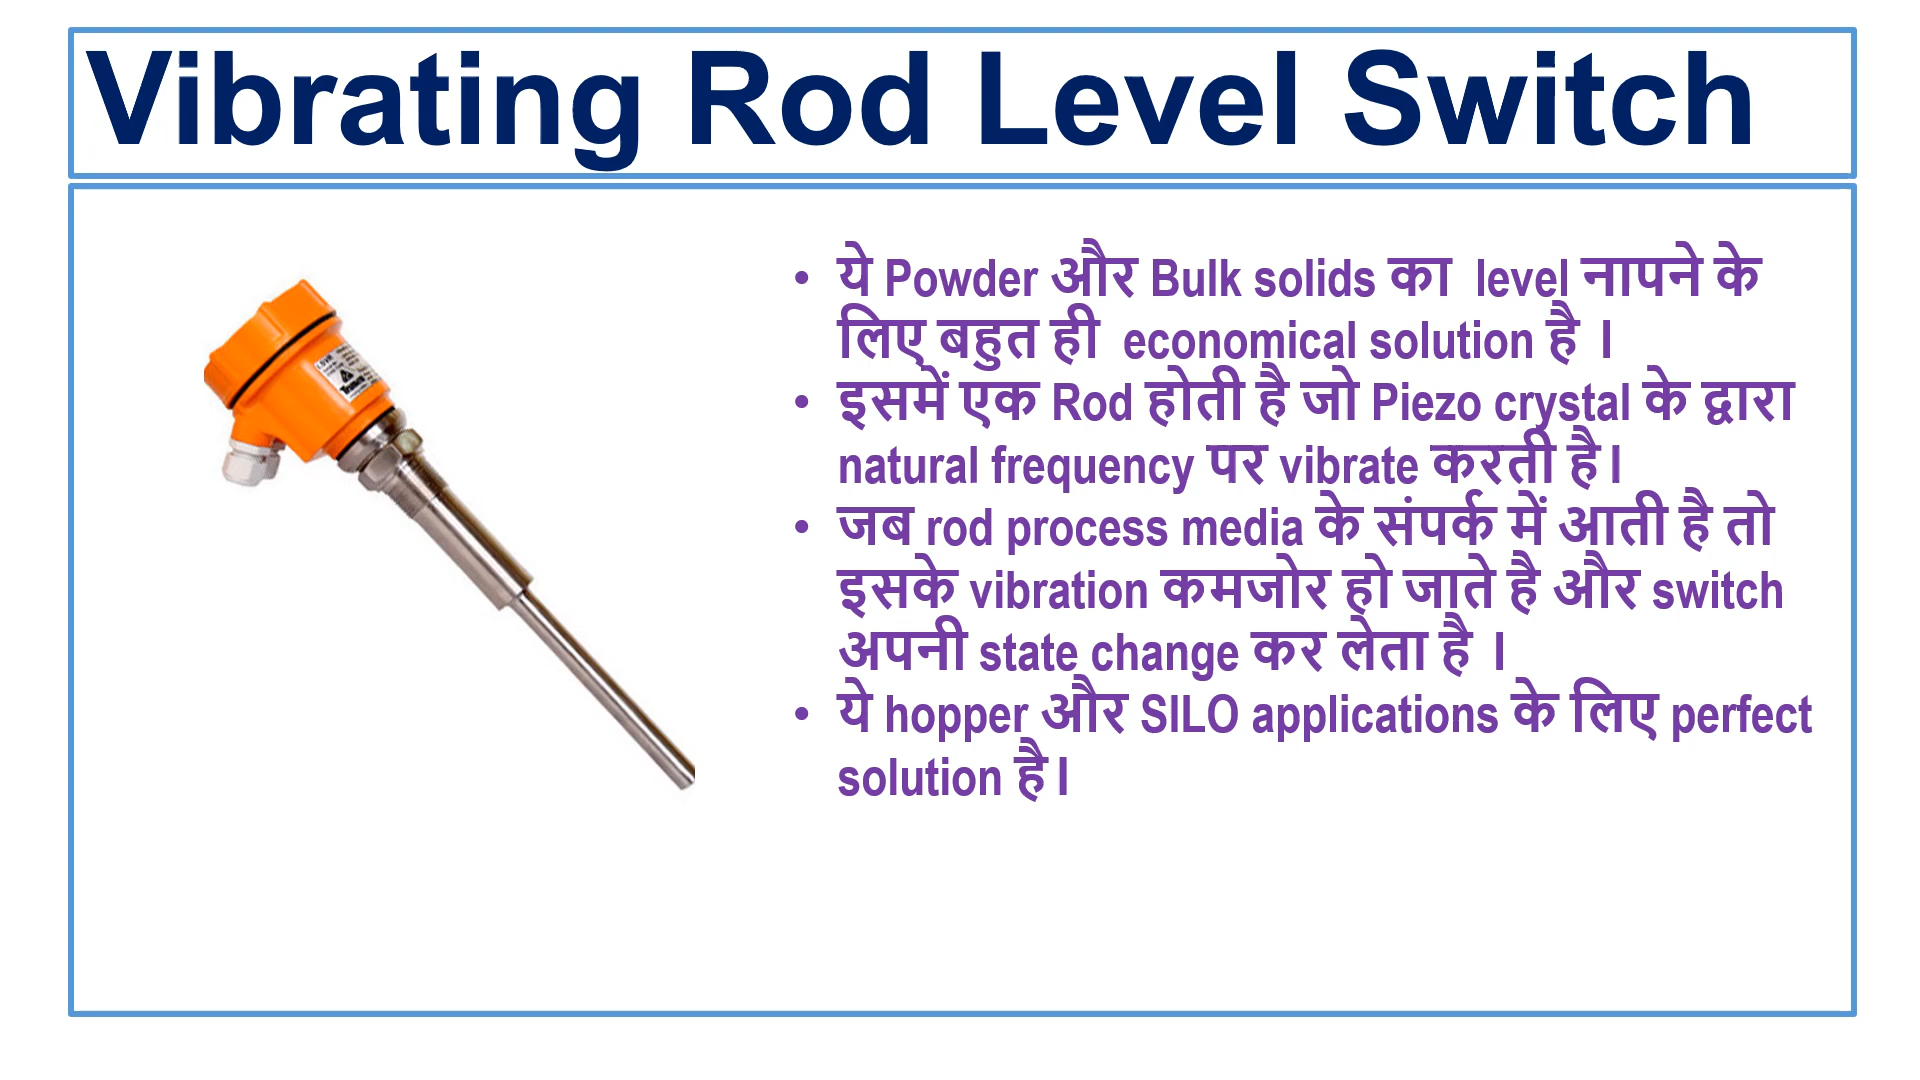 Vibrating Rod Level Switch
• ये Powder और Bulk solids का level नापने के
लिए बहुत ही economical solution है ।
• इसमें एक Rod होती है जो Piezo crystal के द्वारा
natural frequency पर vibrate करती है।
• जब rod process media के संपर्क में आती है तो
इसके vibration कमजोर हो जाते है और switch
अपनी state change कर लेता है ।
• ये hopper और SILO applications के लिए perfect
solution है।